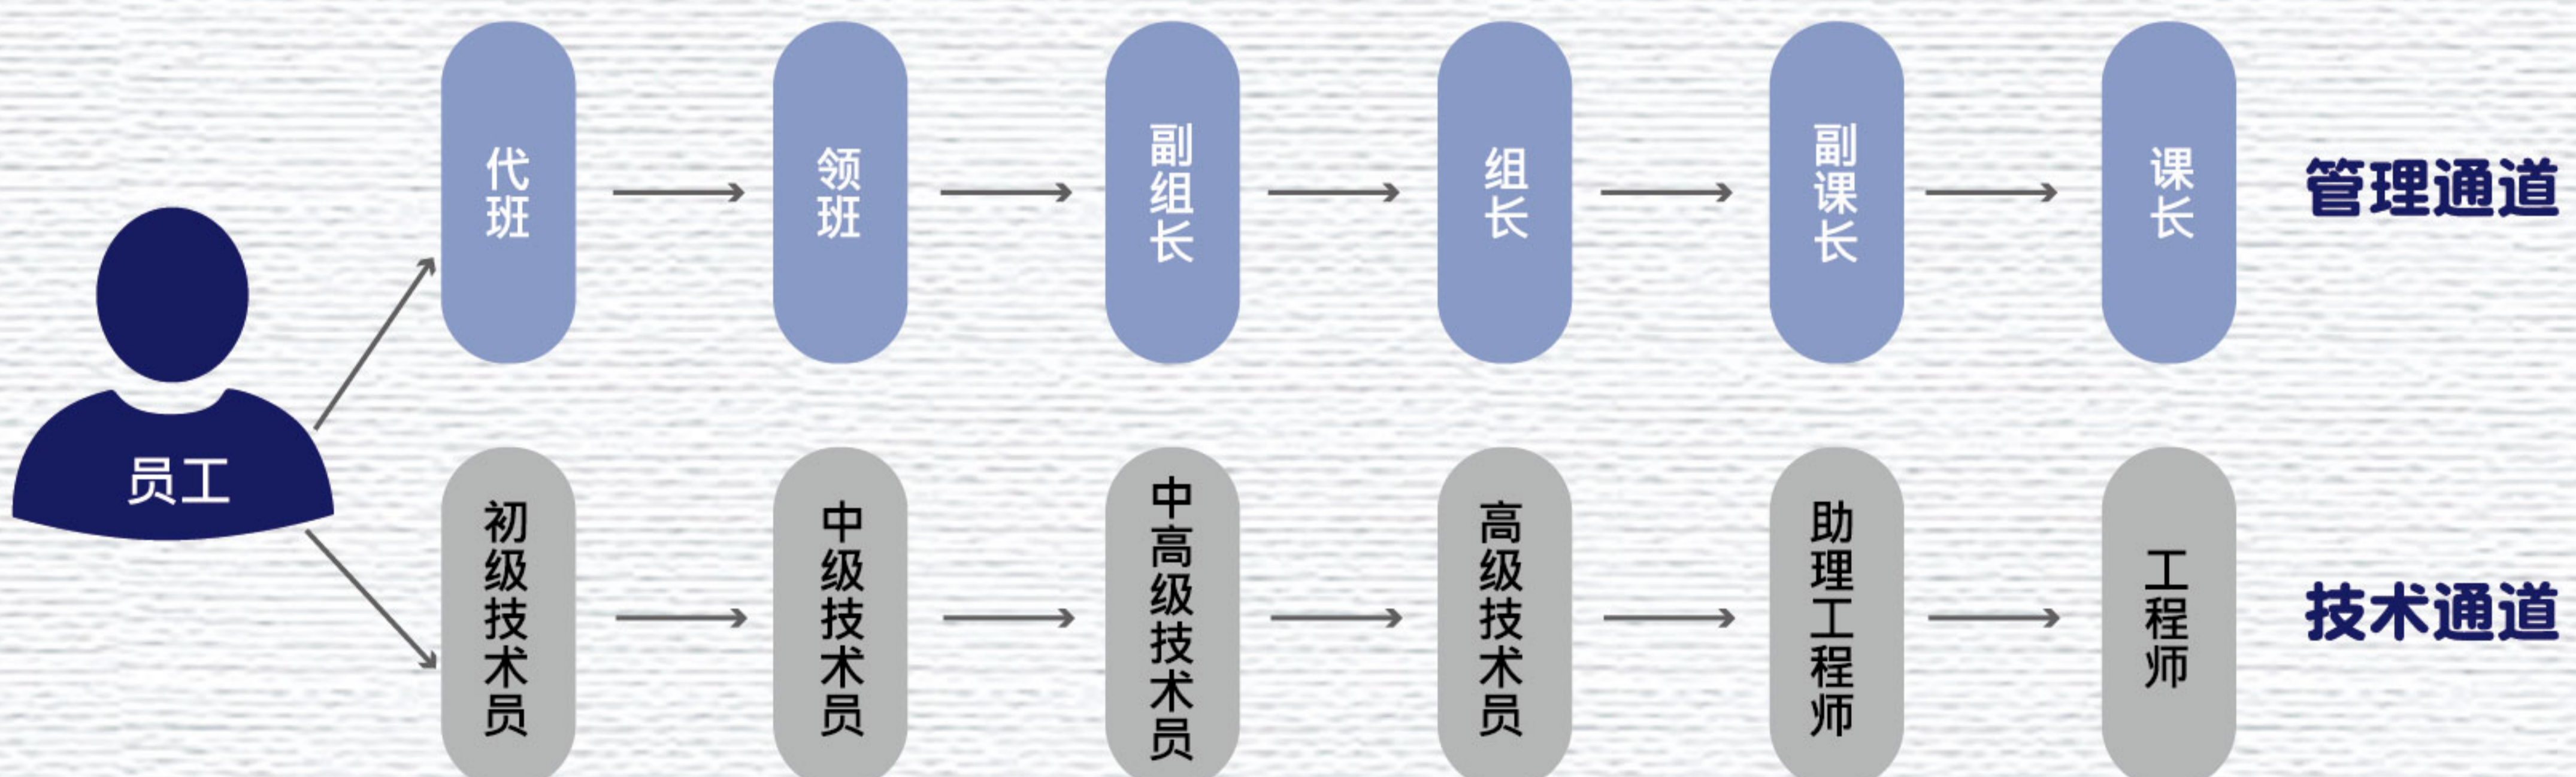 员工
代班
领班
副组长
组长
副课长
课长
管理通道
初级技术员
中级技术员
中高级技术员
高级技术员
助理工程师
工程师
技术通道